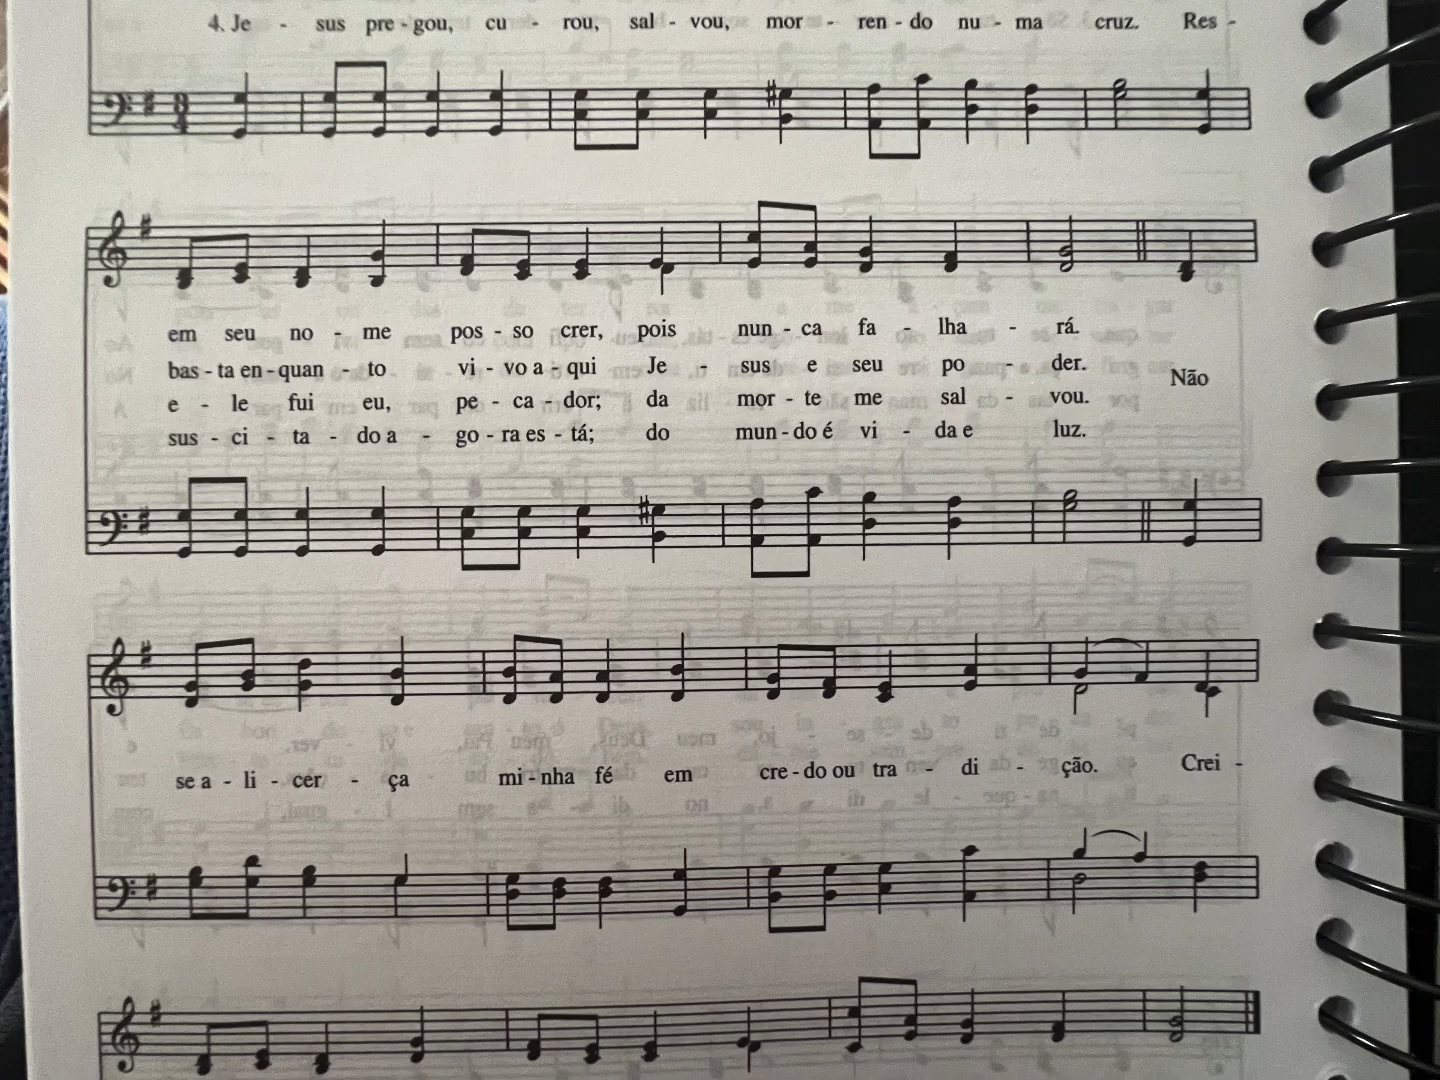 4. Je - sus pre - gou, cu - rou, sal - vou, mor - ren - do nu - ma cruz. Res -
em seu no - me pos - so crer, pois nun - ca fa - lha - rá.
bas - ta en - quan - to vi - vo a - qui Je - sus e seu po - der.
Não
e - le fui eu, pe - ca - dor; da mor - te me sal - vou.
sus - ci - ta - do a - go - ra es - tá; do mun - do é vi - da e luz.
se a - li - cer - ça mi - nha fé em cre - do ou tra - di - ção. Crei -